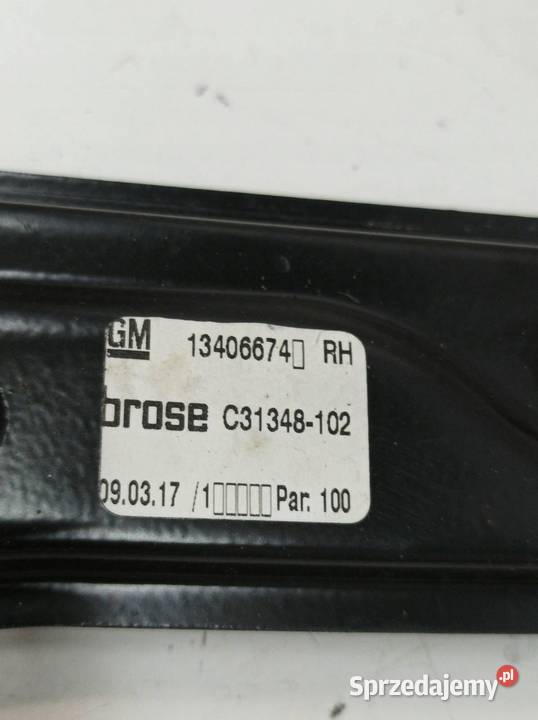 GM 13406674▯ RH
brose C31348-102
09.03.17 /1▯▯▯▯▯ Par. 100
Sprzedajemy.pl